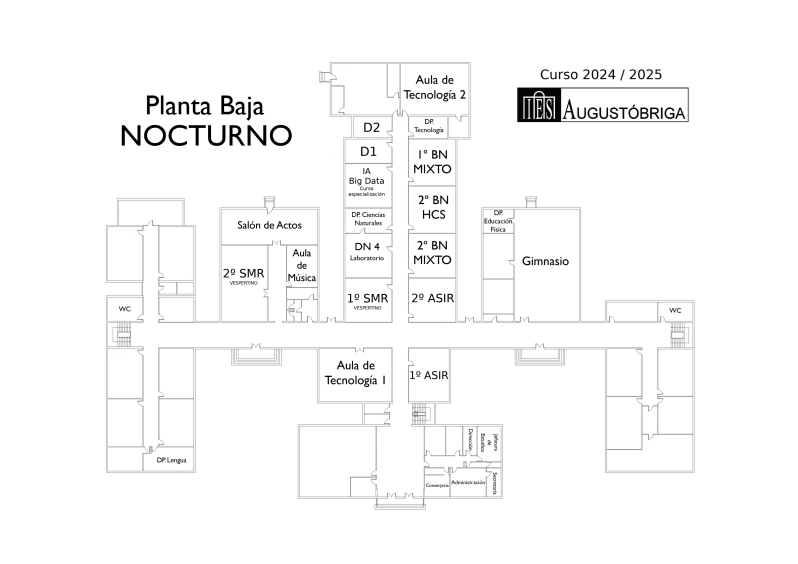 Curso 2024 / 2025
IES AUGUSTÓBRIGA
Planta Baja
NOCTURNO
Aula de
Tecnología 2
D2
DP.
Tecnología
D1
1º BN
MIXTO
IA
Big Data
Curso
especialización
2º BN
HCS
DP. Ciencias
Naturales
DN 4
Laboratorio
2º BN
MIXTO
1º SMR
VESPERTINO
2º ASIR
Salón de Actos
2º SMR
VESPERTINO
Aula
de
Música
DP.
Educación
Física
Gimnasio
WC
WC
Aula de
Tecnología 1
1º ASIR
DP. Lengua
Dirección
Jefatura
de
Estudios
Conserjería
Administración
Secretaría